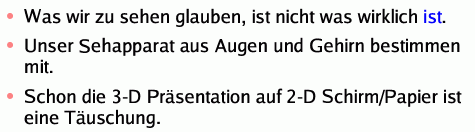 • Was wir zu sehen glauben, ist nicht was wirklich ist.
• Unser Sehapparat aus Augen und Gehirn bestimmen
mit.
• Schon die 3-D Präsentation auf 2-D Schirm/Papier ist
eine Täuschung.